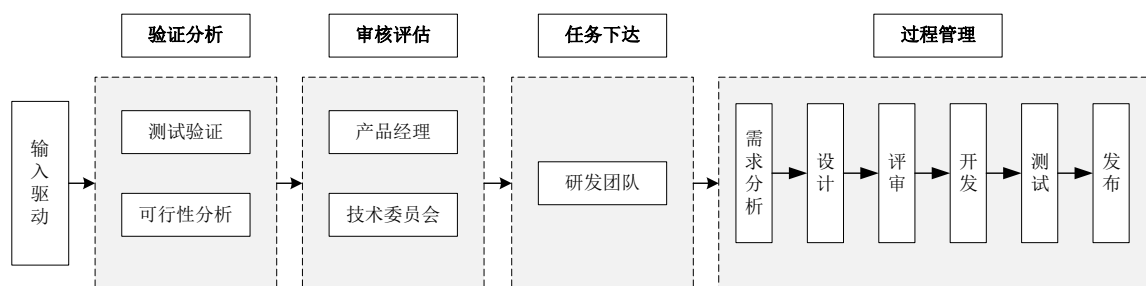 验证分析
审核评估
任务下达
过程管理
输入驱动
测试验证
可行性分析
产品经理
技术委员会
研发团队
需求分析
设计
评审
开发
测试
发布